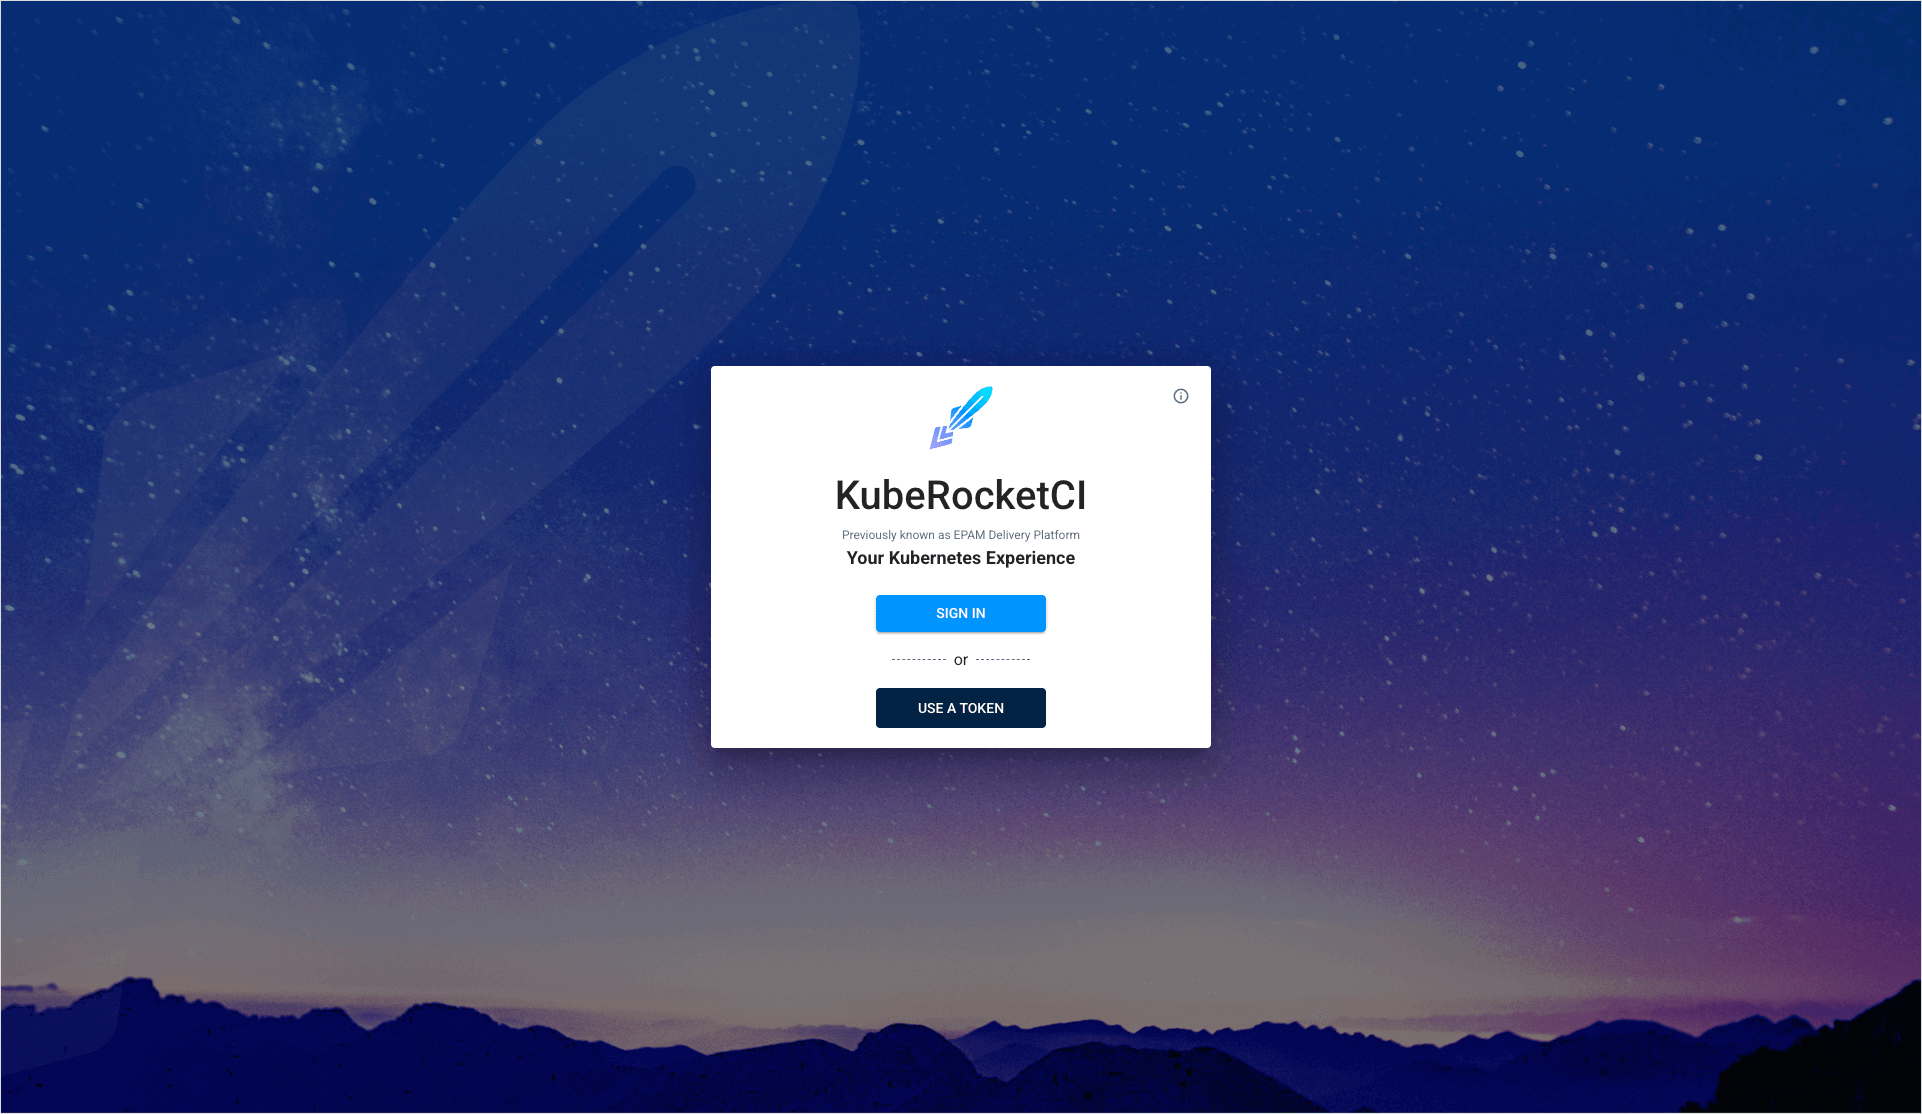 KubeRocketCI
Previously known as EPAM Delivery Platform
Your Kubernetes Experience
SIGN IN
or
USE A TOKEN